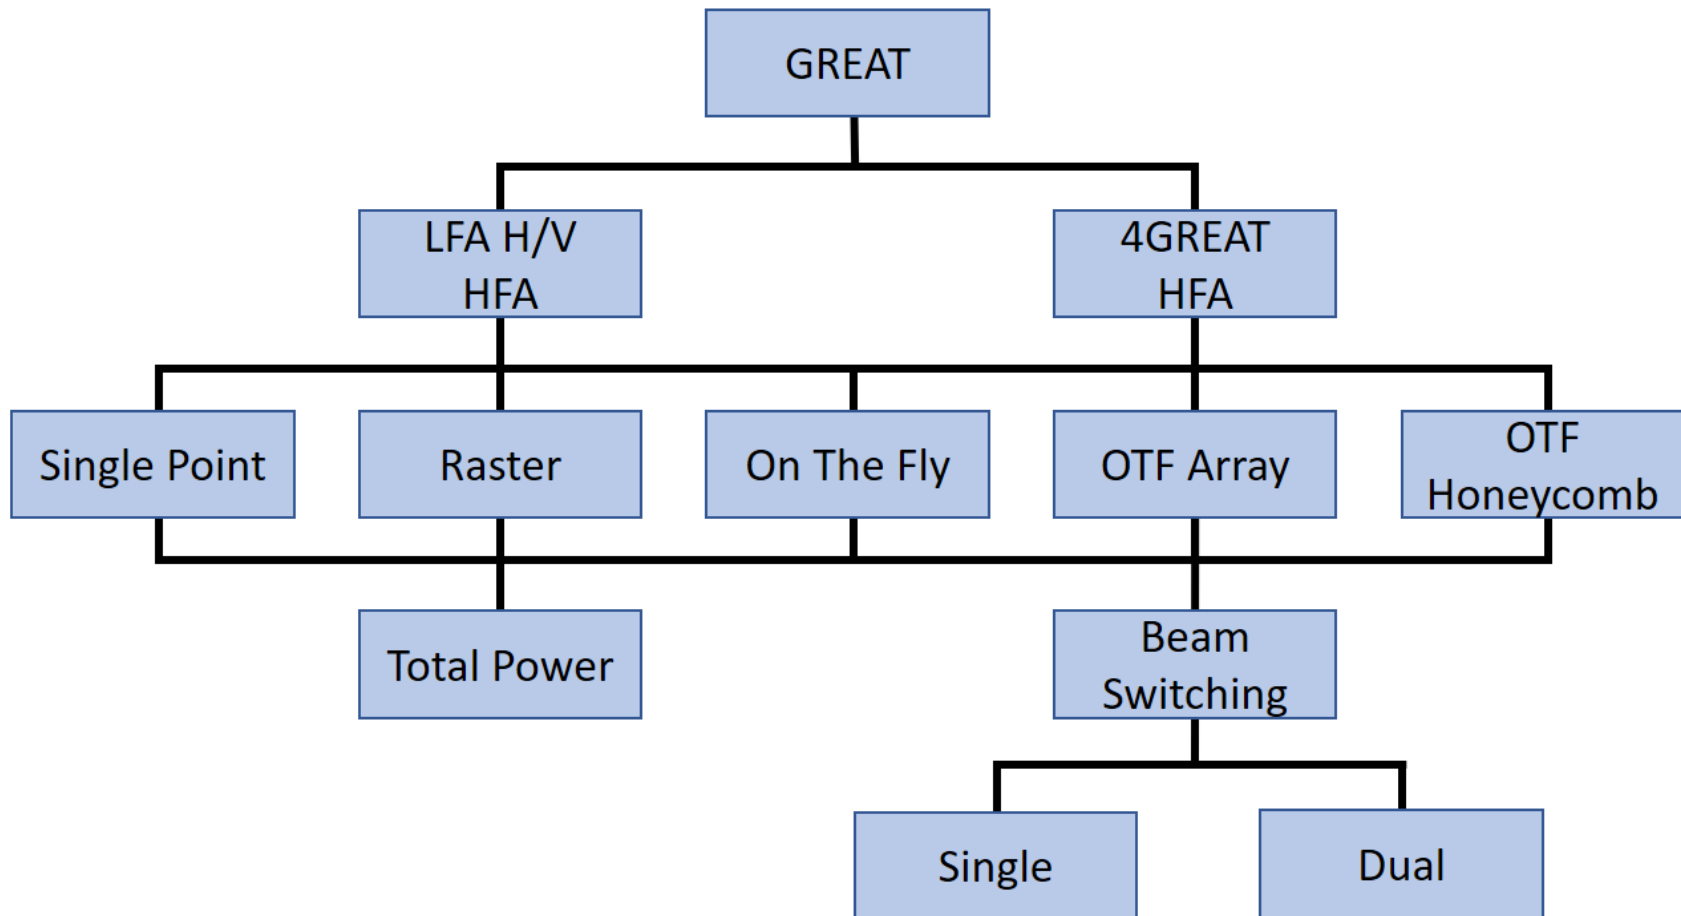 GREAT
LFA H/V
HFA
4GREAT
HFA
Single Point
Raster
On The Fly
OTF Array
OTF
Honeycomb
Total Power
Beam
Switching
Single
Dual